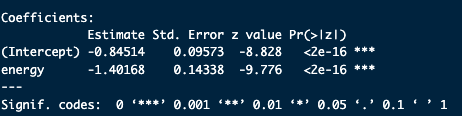 Coefficients:
Estimate Std. Error z value Pr(>|z|)
(Intercept) -0.84514 0.09573 -8.828 <2e-16 ***
energy -1.40168 0.14338 -9.776 <2e-16 ***
---
Signif. codes: 0 ‘***’ 0.001 ‘**’ 0.01 ‘*’ 0.05 ‘.’ 0.1 ‘ ’ 1